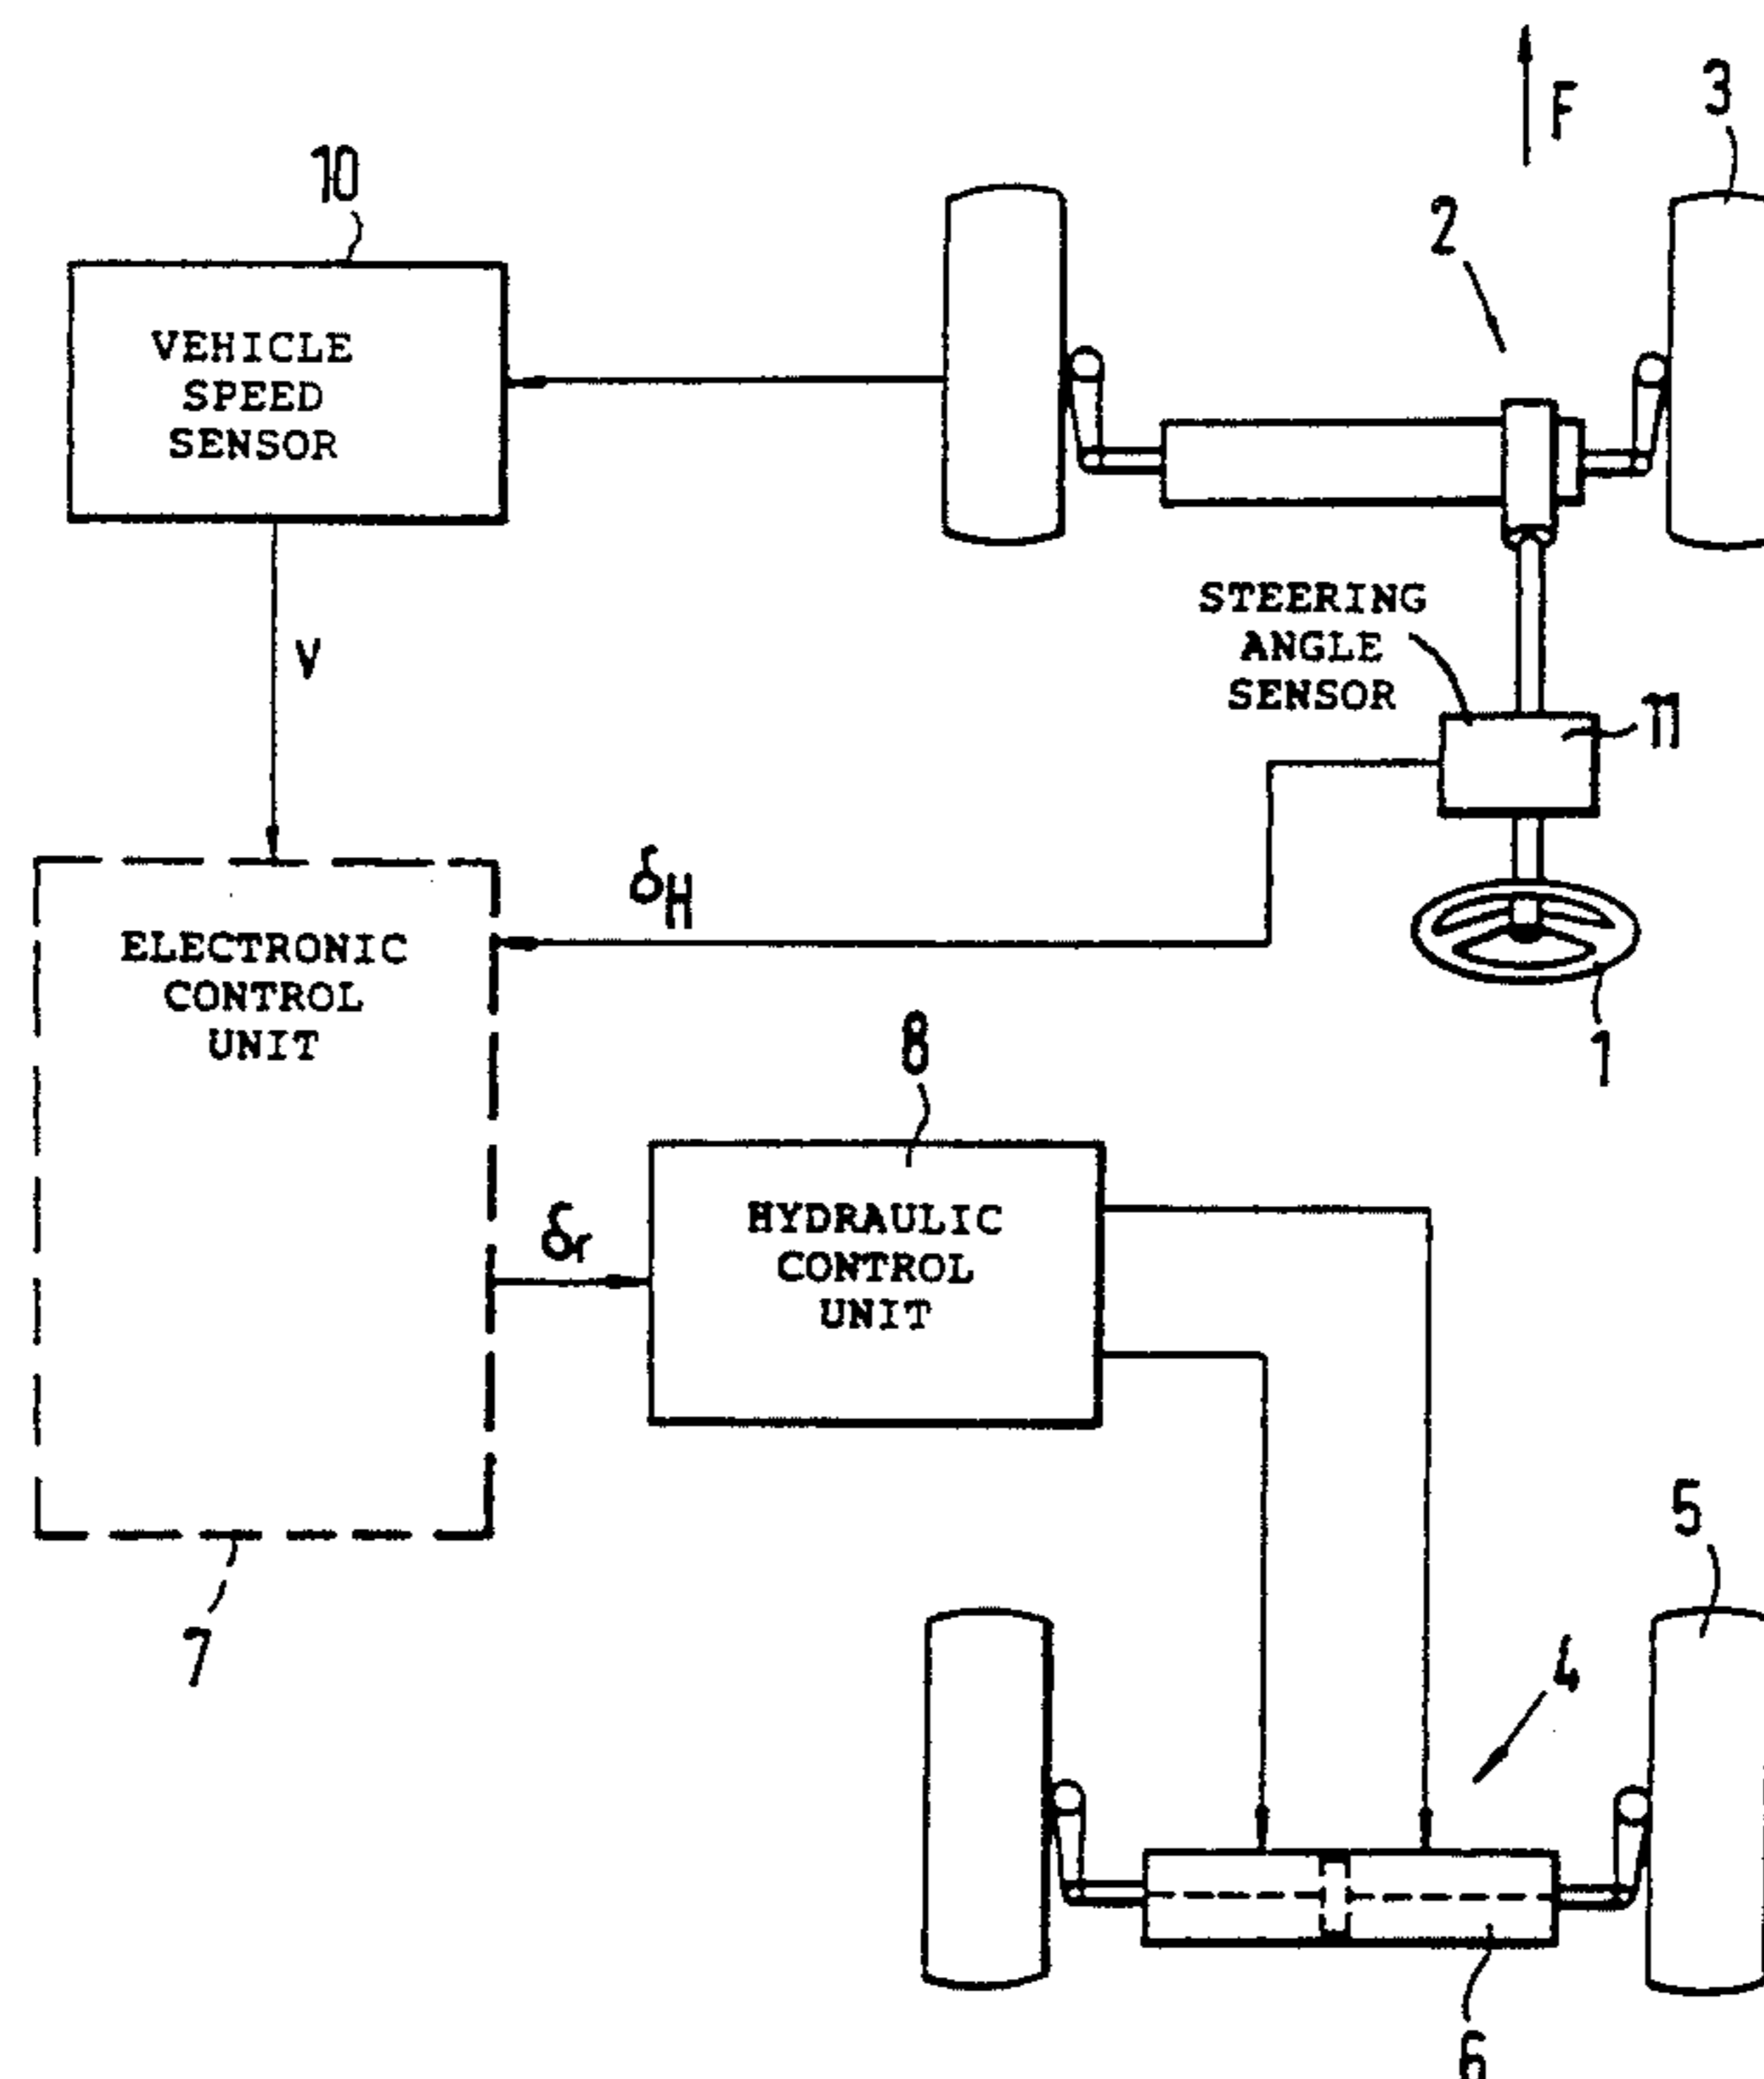 F
3
10
2
VEHICLE
SPEED
SENSOR
STEERING
ANGLE
SENSOR
V
11
δH
ELECTRONIC
CONTROL
UNIT
1
8
HYDRAULIC
CONTROL
UNIT
δr
5
7
4
6